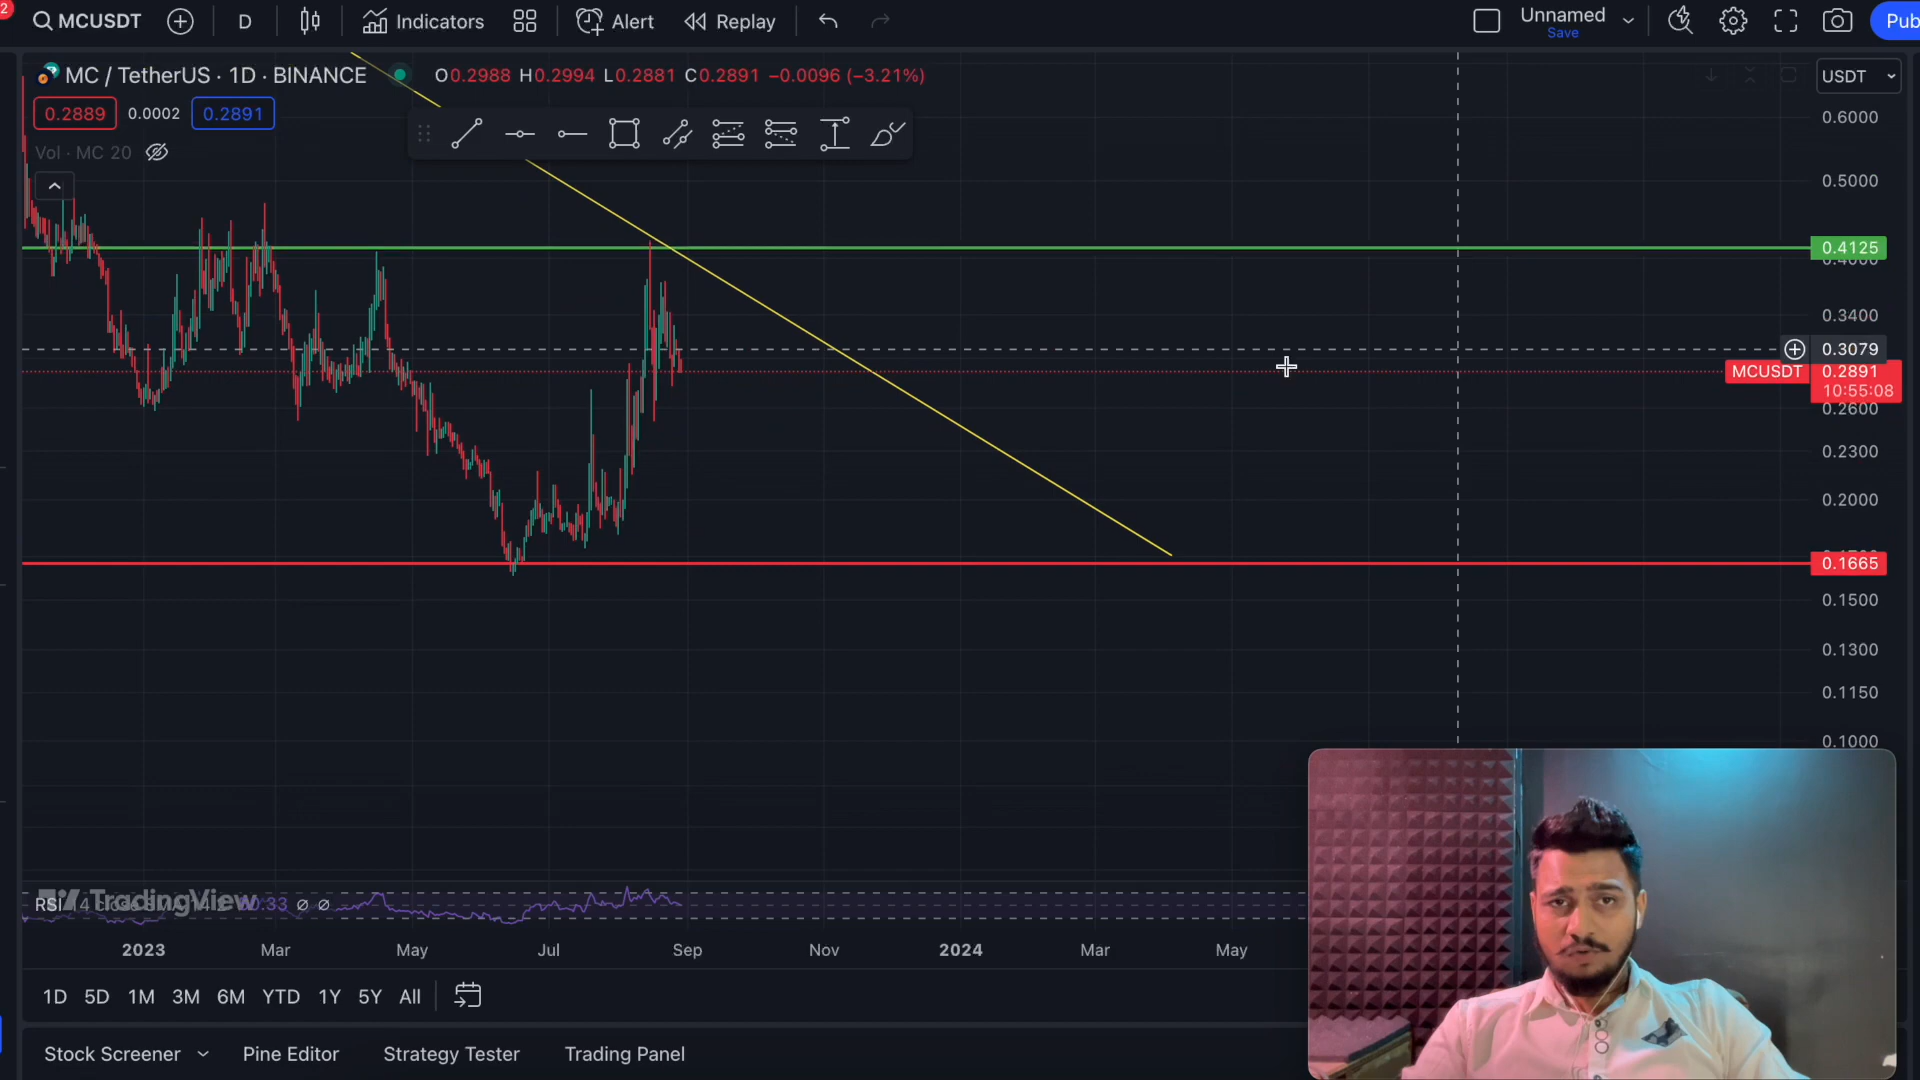 2
MCUSDT
D
Indicators
Alert
Replay
Unnamed
Save
Pub
MC / TetherUS · 1D · BINANCE
O0.2988 H0.2994 L0.2881 C0.2891 −0.0096 (−3.21%)
USDT
0.2889
0.0002
0.2891
Vol · MC 20
0.6000
0.5000
0.4125
0.4000
0.3400
0.3079
MCUSDT
0.2891
10:55:08
0.2600
0.2300
0.2000
0.1665
0.1500
0.1300
0.1150
0.1000
TradingView
RSI
2023
Mar
May
Jul
Sep
Nov
2024
Mar
May
1D 5D 1M 3M 6M YTD 1Y 5Y All
Stock Screener
Pine Editor
Strategy Tester
Trading Panel